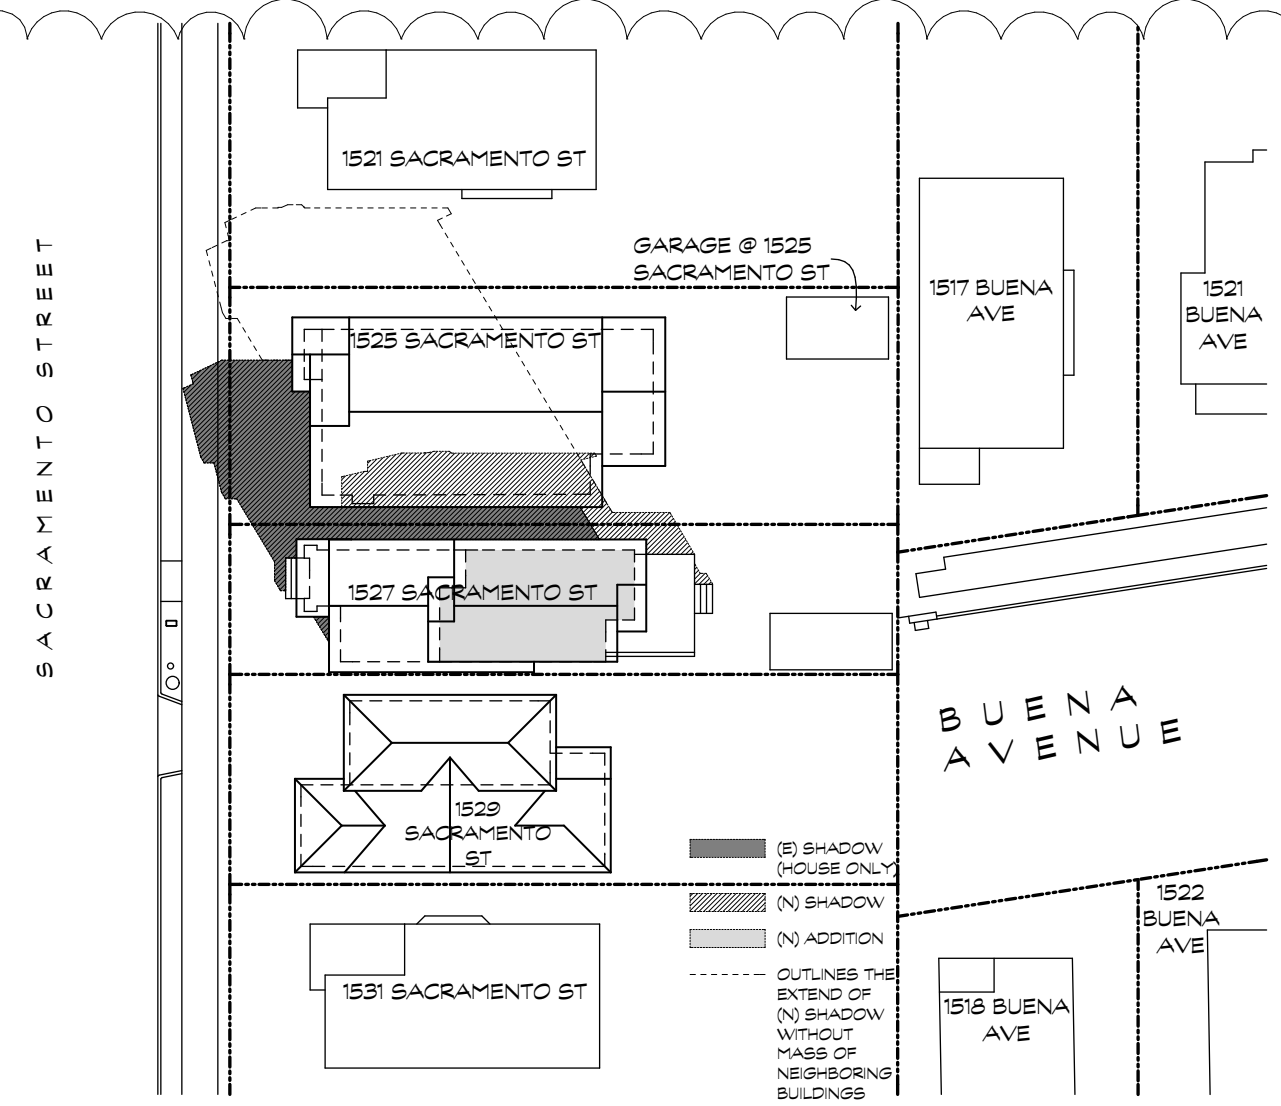 1521 SACRAMENTO ST
SACRAMENTO STREET
GARAGE @ 1525
SACRAMENTO ST
1517 BUENA
AVE
1521
BUENA
AVE
1525 SACRAMENTO ST
1527 SACRAMENTO ST
BUENA
AVENUE
1529
SACRAMENTO
ST
(E) SHADOW
(HOUSE ONLY)
(N) SHADOW
(N) ADDITION
OUTLINES THE
EXTEND OF
(N) SHADOW
WITHOUT
MASS OF
NEIGHBORING
BUILDINGS
1522
BUENA
AVE
1531 SACRAMENTO ST
1518 BUENA
AVE